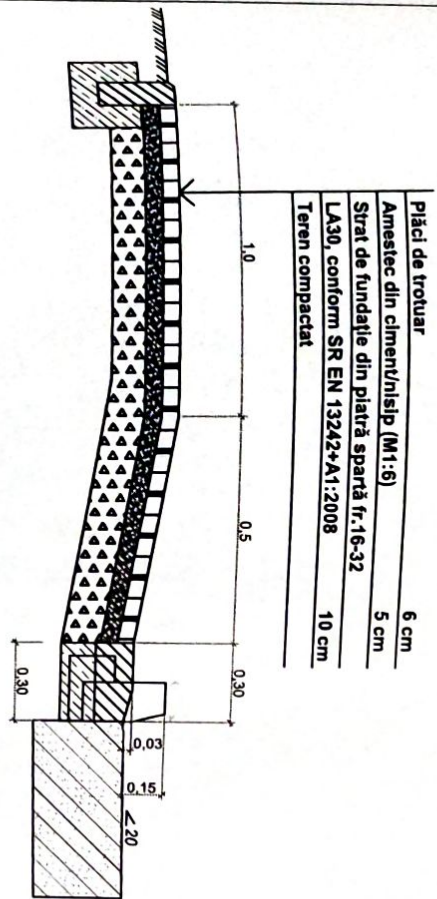 Plăci de trotuar 6 cm
Amestec din ciment/nisip (M1:6) 5 cm
Strat de fundație din piatră spartă fr.16-32
LA30, conform SR EN 13242+A1:2008 10 cm
Teren compactat
1,0
0,5
0,30
0,30
0,03
0,15
<20